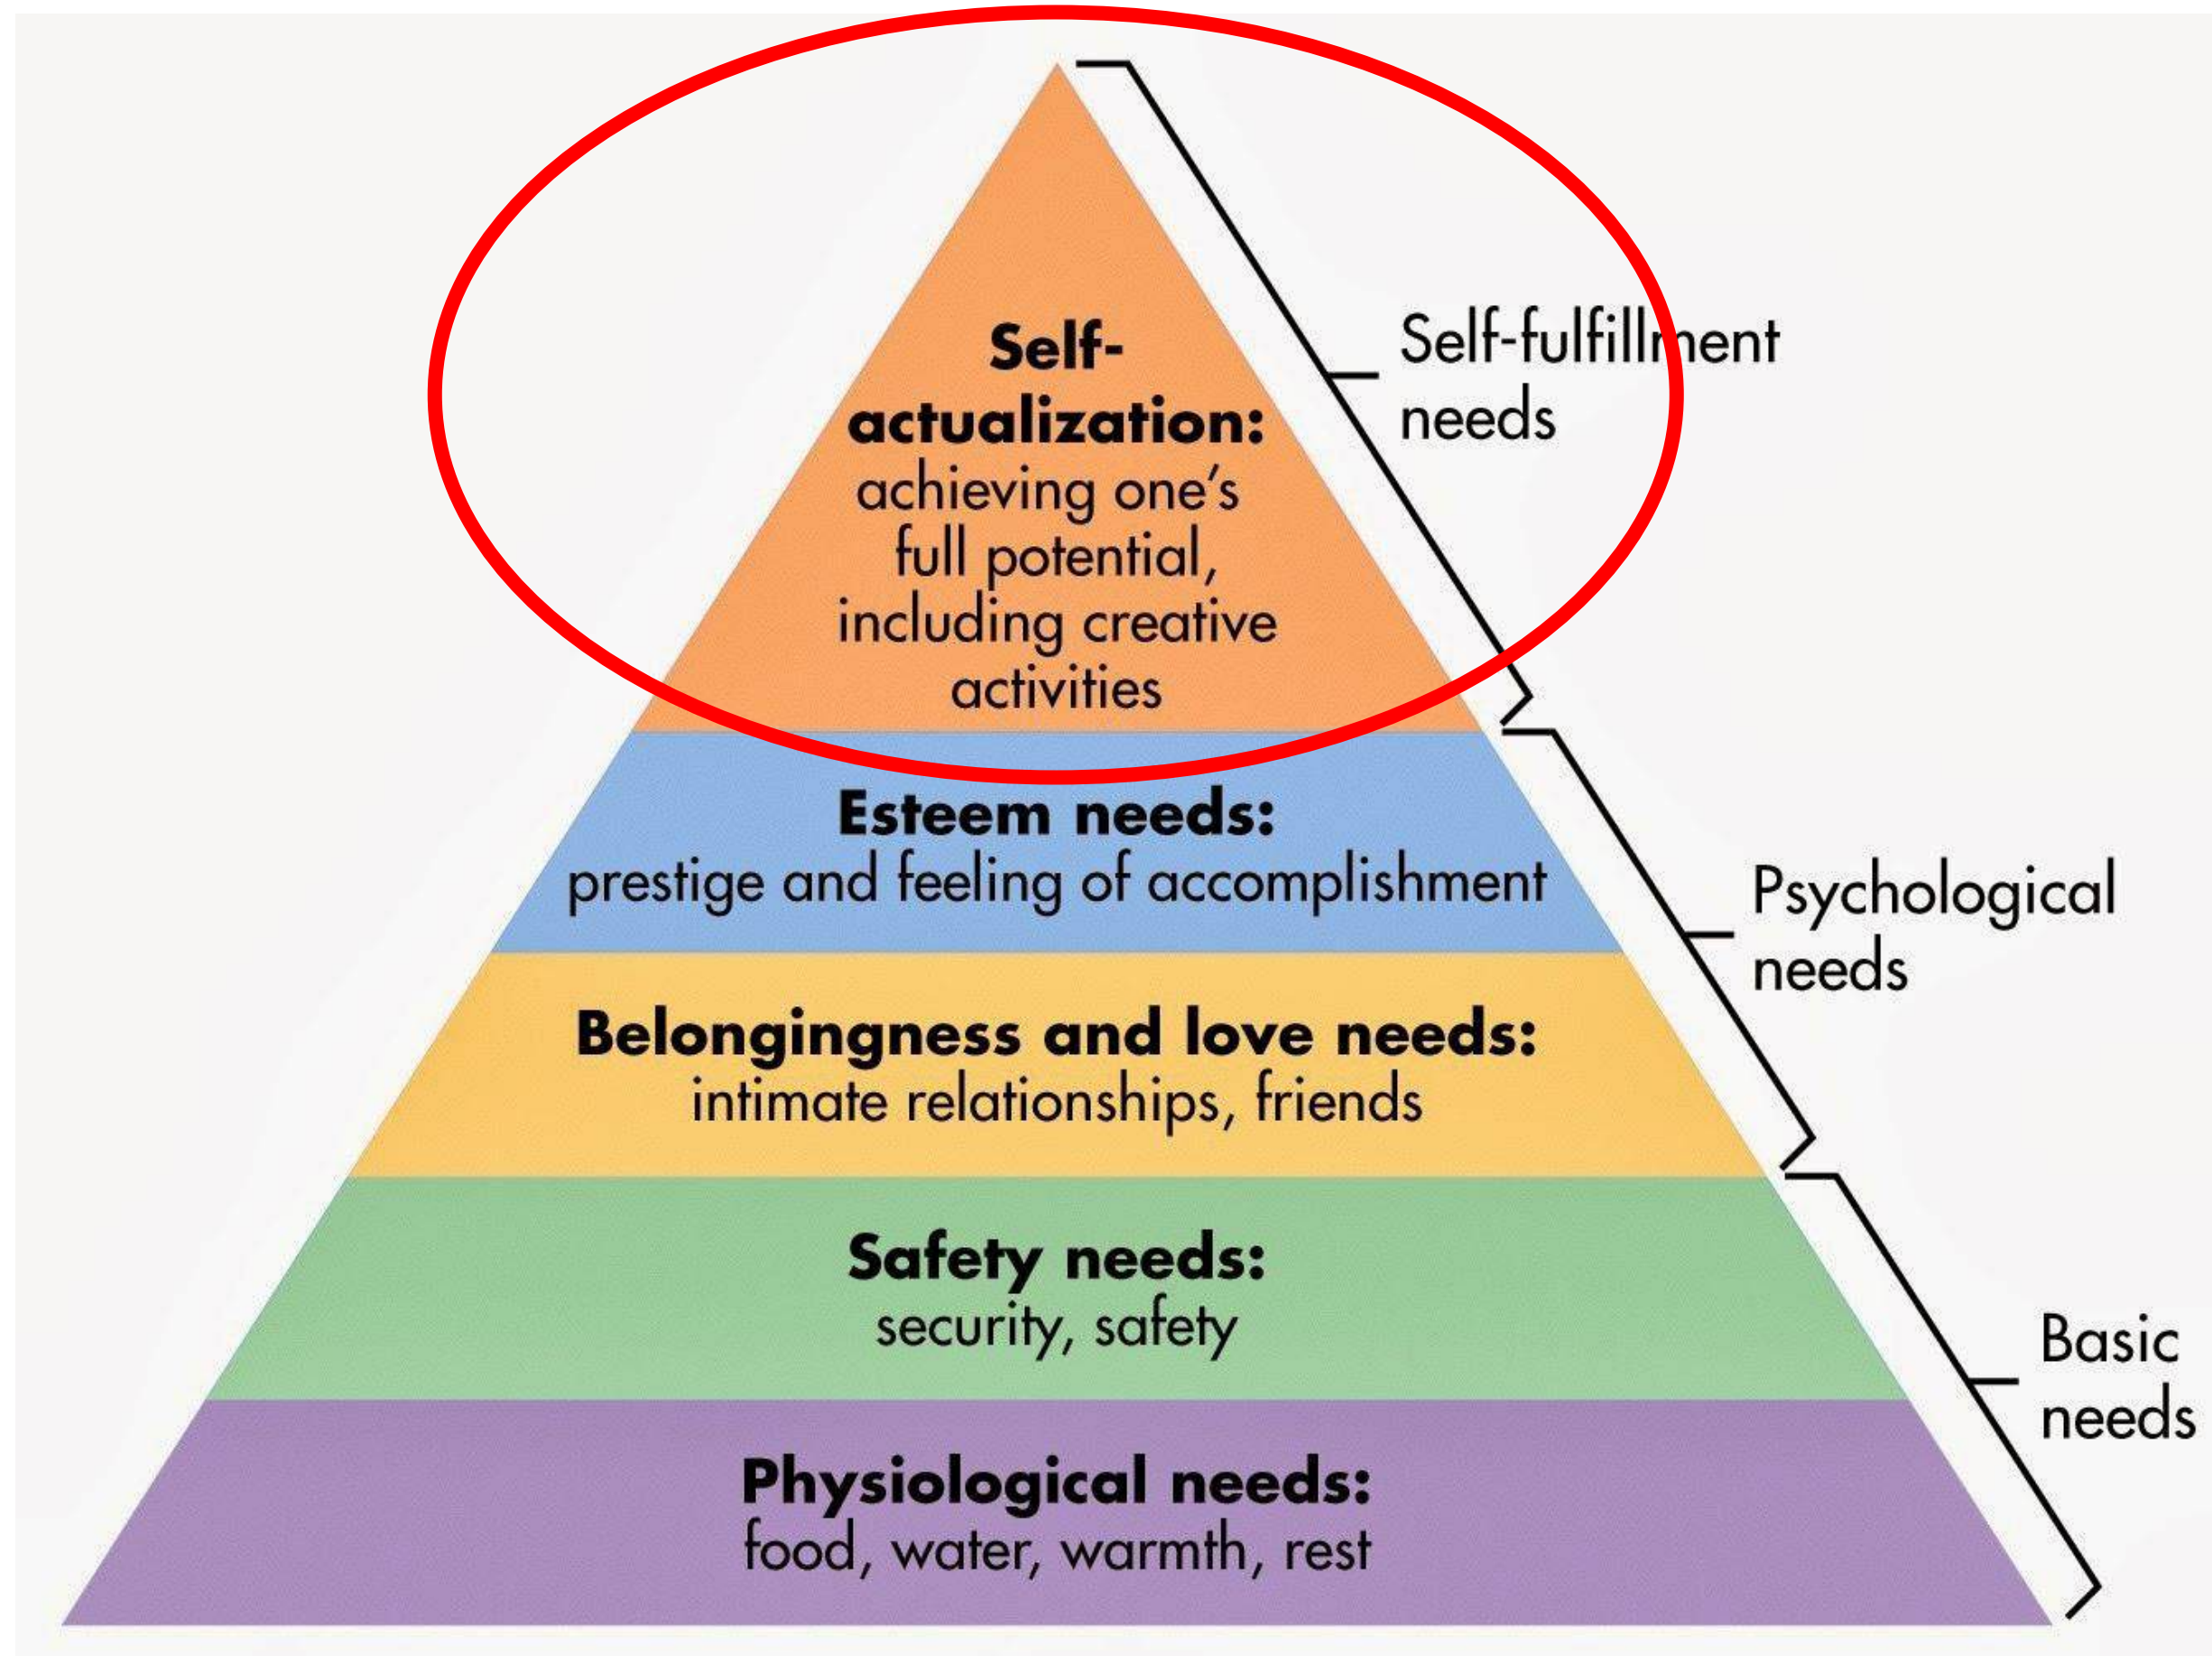 Self-
actualization:
achieving one's
full potential,
including creative
activities
Self-fulfillment
needs
Esteem needs:
prestige and feeling of accomplishment
Psychological
needs
Belongingness and love needs:
intimate relationships, friends
Safety needs:
security, safety
Basic
needs
Physiological needs:
food, water, warmth, rest